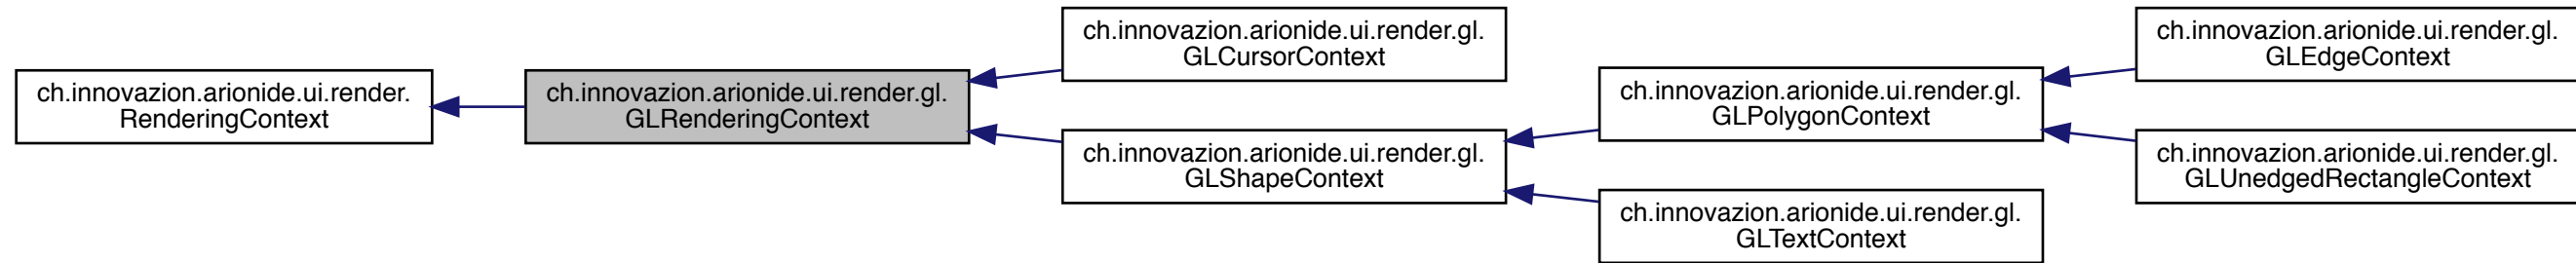 ch.innovazion.arionide.ui.render.
RenderingContext
ch.innovazion.arionide.ui.render.gl.
GLRenderingContext
ch.innovazion.arionide.ui.render.gl.
GLCursorContext
ch.innovazion.arionide.ui.render.gl.
GLShapeContext
ch.innovazion.arionide.ui.render.gl.
GLPolygonContext
ch.innovazion.arionide.ui.render.gl.
GLTextContext
ch.innovazion.arionide.ui.render.gl.
GLEdgeContext
ch.innovazion.arionide.ui.render.gl.
GLUnedgedRectangleContext